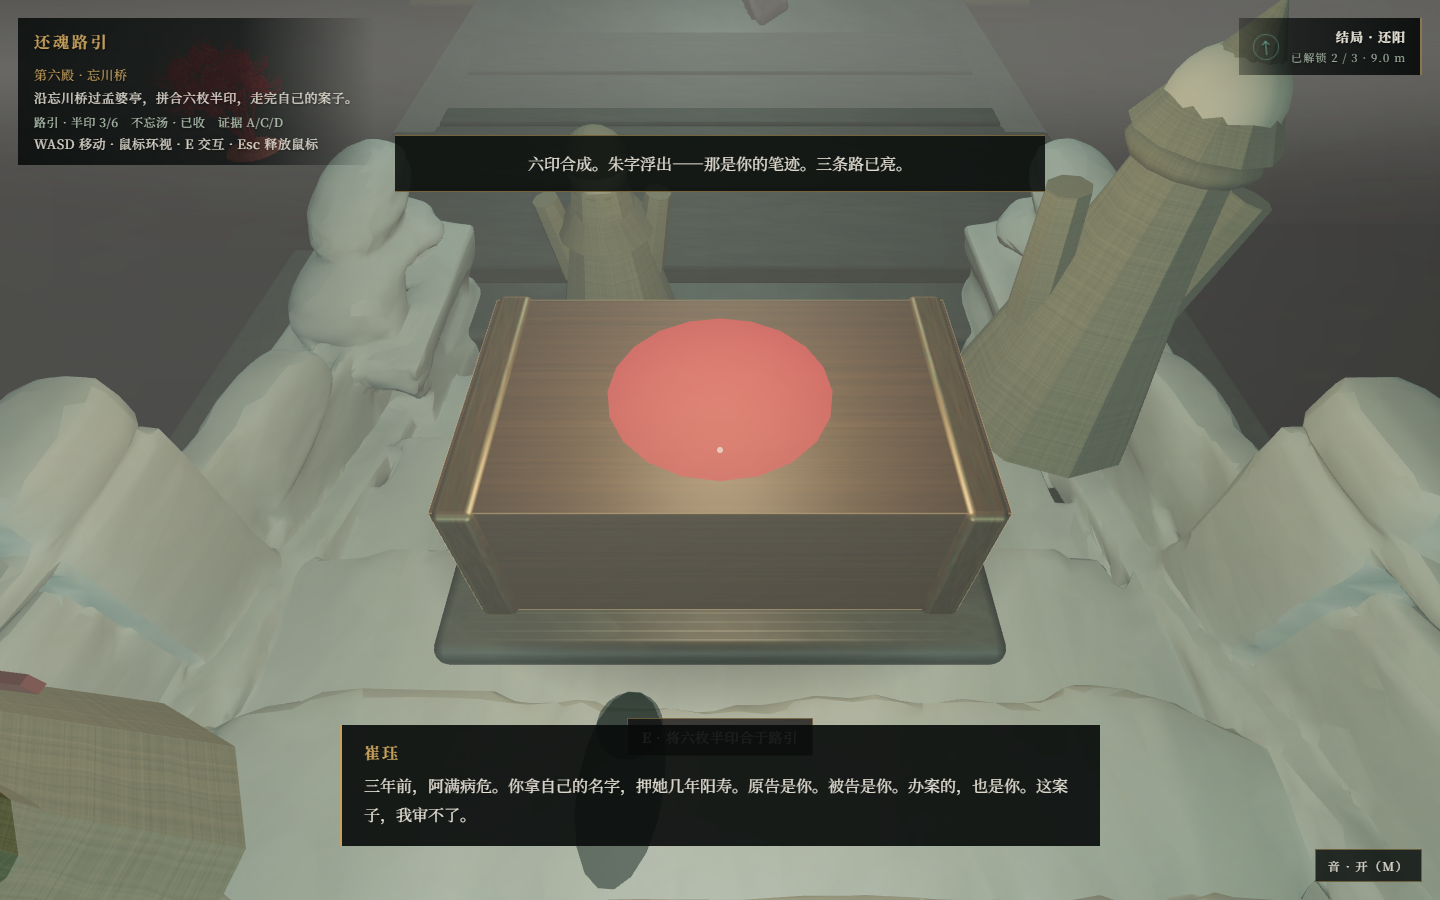 还魂路引
第六殿 · 忘川桥
沿忘川桥过孟婆亭，拼合六枚半印，走完自己的案子。
路引 · 半印 3/6 不忘汤 · 已收 证据 A/C/D
WASD 移动 · 鼠标环视 · E 交互 · Esc 释放鼠标
结局 · 还阳
已解锁 2 / 3 · 9.0 m
六印合成。朱字浮出——那是你的笔迹。三条路已亮。
E · 将六枚半印合于路引
崔珏
三年前，阿满病危。你拿自己的名字，押她几年阳寿。原告是你。被告是你。办案的，也是你。这案
子，我审不了。
音 · 开（M）